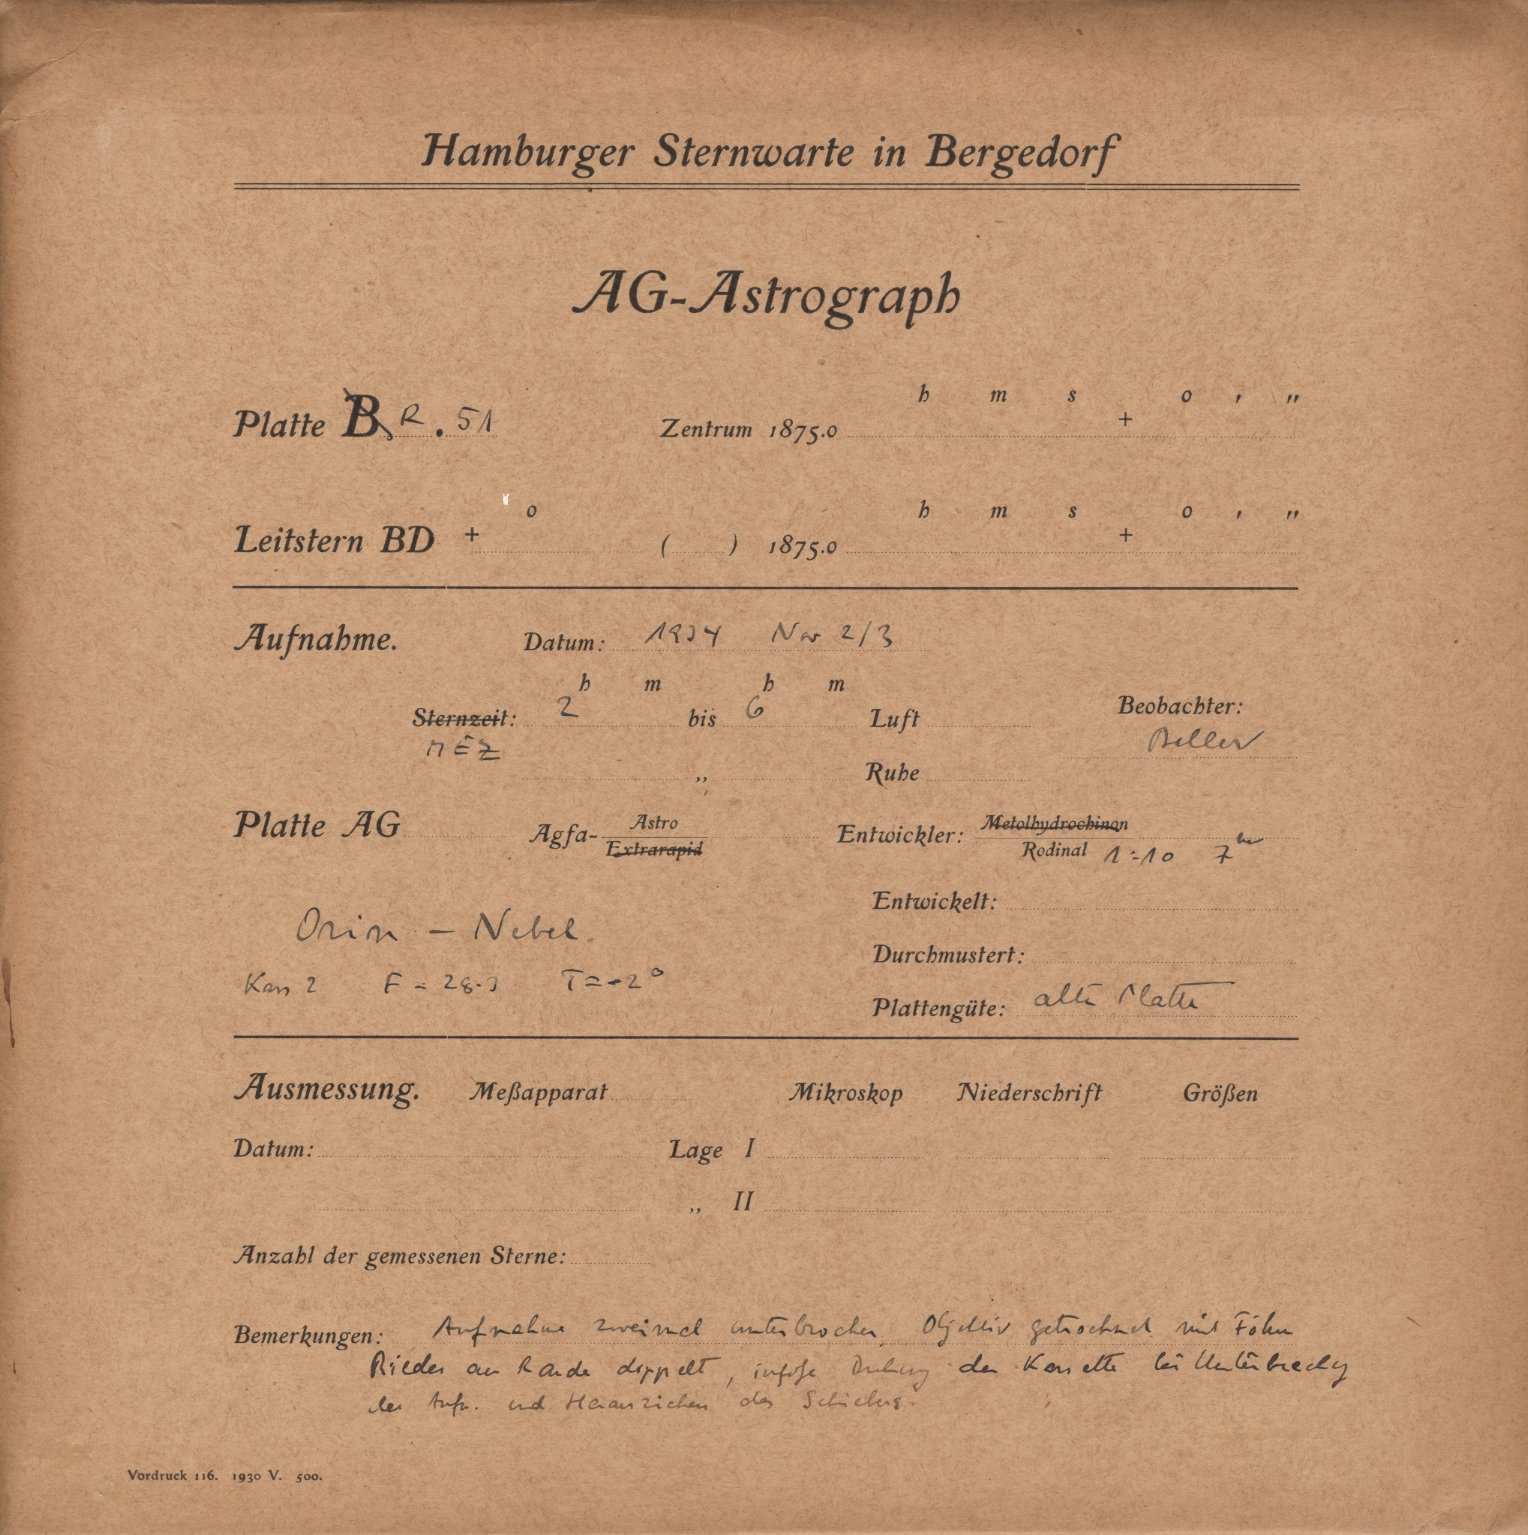 Hamburger Sternwarte in Bergedorf
AG-Astrograph
h m s o ' "
Platte B R . 51 Zentrum 1875.0 +
o h m s o ' "
Leitstern BD + ( ) 1875.0 +
Aufnahme. Datum: 1934 Nov 2/3
h m h m
Sternzeit: 2 bis 6 Luft Beobachter:
MEZ
„ Ruhe
Platte AG Agfa- Astro Extrarapid Entwickler: Metolhydrochinon
Rodinal 1:10 7
Entwickelt:
Orion - Nebel
Durchmustert:
Kass 2 F = 28.3 T = -2°
Plattengüte: alte Platte
Ausmessung. Meßapparat Mikroskop Niederschrift Größen
Datum: Lage I
„ II
Anzahl der gemessenen Sterne:
Bemerkungen: Aufnahme zweimal unterbrochen, Objektiv getrocknet mit Föhn
Bilder am Rande doppelt, infolge Drehung der Kassette bei Unterbrechg
der Aufn. und Herausziehen des Schiebers.
Vordruck 116. 1930 V. 500.